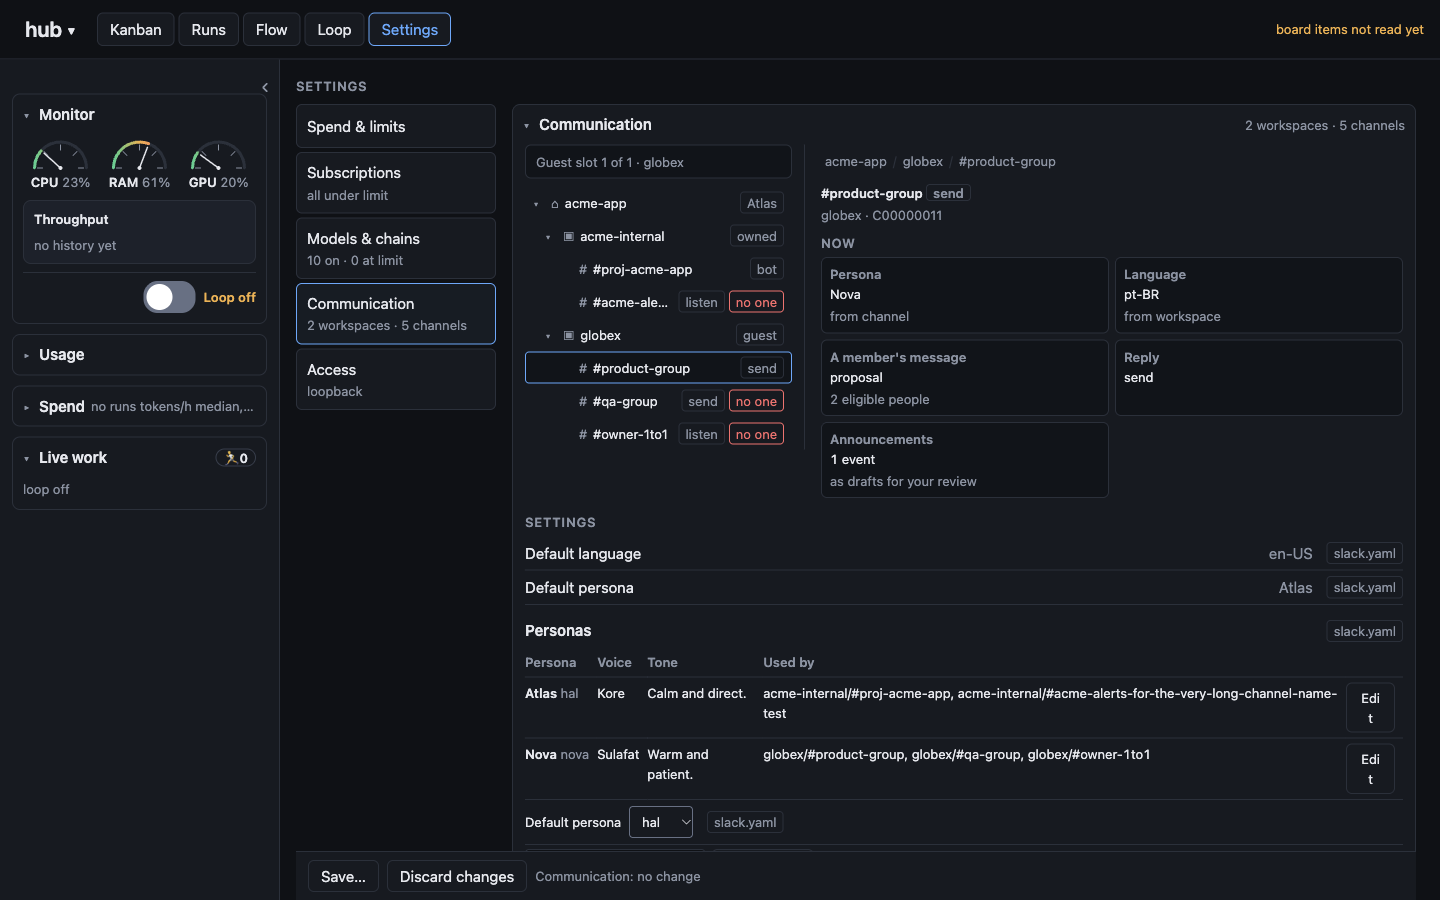 hub ▾
Kanban
Runs
Flow
Loop
Settings
board items not read yet
Monitor
CPU 23%
RAM 61%
GPU 20%
Throughput
no history yet
Loop off
Usage
Spend no runs tokens/h median,...
Live work
0
loop off
SETTINGS
Spend & limits
Subscriptions
all under limit
Models & chains
10 on · 0 at limit
Communication
2 workspaces · 5 channels
Access
loopback
Communication
2 workspaces · 5 channels
Guest slot 1 of 1 · globex
acme-app
Atlas
acme-internal
owned
# #proj-acme-app
bot
# #acme-ale...
listen
no one
globex
guest
# #product-group
send
# #qa-group
send
no one
# #owner-1to1
listen
no one
acme-app / globex / #product-group
#product-group send
globex · C00000011
NOW
Persona
Nova
from channel
Language
pt-BR
from workspace
A member's message
proposal
2 eligible people
Reply
send
Announcements
1 event
as drafts for your review
SETTINGS
Default language
en-US
slack.yaml
Default persona
Atlas
slack.yaml
Personas
slack.yaml
Persona
Voice
Tone
Used by
Atlas hal
Kore
Calm and direct.
acme-internal/#proj-acme-app, acme-internal/#acme-alerts-for-the-very-long-channel-name-
test
Edi
t
Nova nova
Sulafat
Warm and
patient.
globex/#product-group, globex/#qa-group, globex/#owner-1to1
Edi
t
Default persona
hal
slack.yaml
Save...
Discard changes
Communication: no change